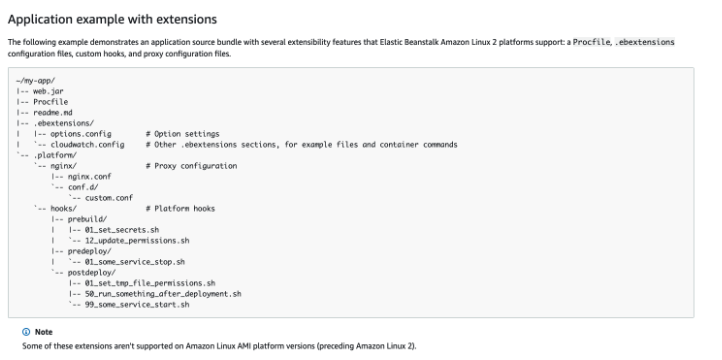 Application example with extensions
The following example demonstrates an application source bundle with several extensibility features that Elastic Beanstalk Amazon Linux 2 platforms support: a Procfile, .ebextensions
configuration files, custom hooks, and proxy configuration files.
~/my-app/
|-- web.jar
|-- Procfile
|-- readme.md
|-- .ebextensions/
|   |-- options.config        # Option settings
|   `-- cloudwatch.config     # Other .ebextensions sections, for example files and container commands
`-- .platform/
    `-- nginx/                # Proxy configuration
        |-- nginx.conf
        `-- conf.d/
            `-- custom.conf
    `-- hooks/                # Platform hooks
        |-- prebuild/
        |   |-- 01_set_secrets.sh
        |   `-- 12_update_permissions.sh
        |-- predeploy/
        |   `-- 01_some_service_stop.sh
        `-- postdeploy/
            |-- 01_set_tmp_file_permissions.sh
            |-- 50_run_something_after_deployment.sh
            `-- 99_some_service_start.sh
Note
Some of these extensions aren't supported on Amazon Linux AMI platform versions (preceding Amazon Linux 2).